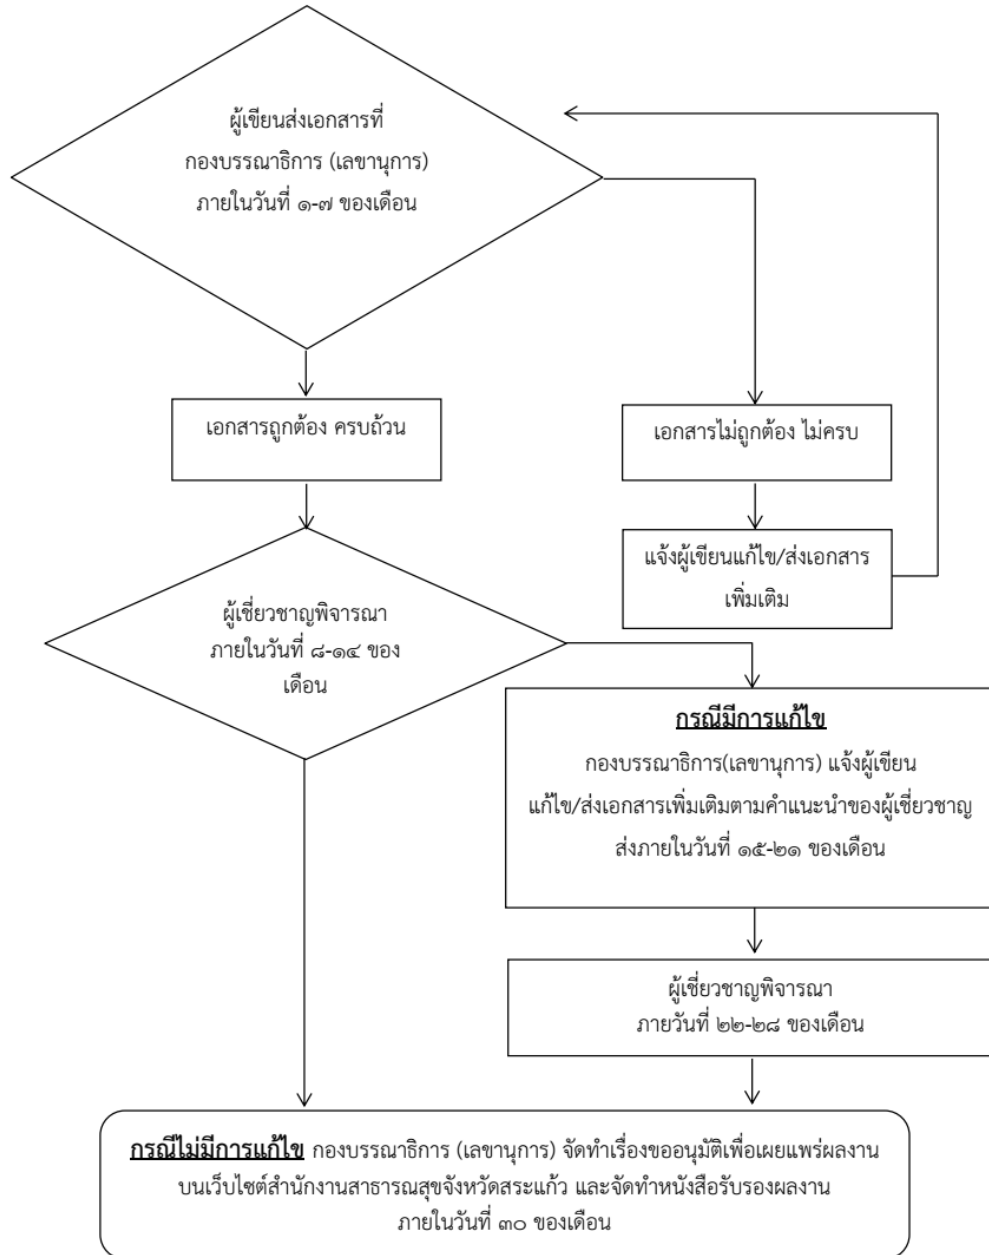 ผู้เขียนส่งเอกสารที่
กองบรรณาธิการ (เลขานุการ)
ภายในวันที่ ๑-๗ ของเดือน
เอกสารถูกต้อง ครบถ้วน
เอกสารไม่ถูกต้อง ไม่ครบ
แจ้งผู้เขียนแก้ไข/ส่งเอกสาร
เพิ่มเติม
ผู้เชี่ยวชาญพิจารณา
ภายในวันที่ ๘-๑๔ ของ
เดือน
กรณีมีการแก้ไข
กองบรรณาธิการ(เลขานุการ) แจ้งผู้เขียน
แก้ไข/ส่งเอกสารเพิ่มเติมตามคำแนะนำของผู้เชี่ยวชาญ
ส่งภายในวันที่ ๑๕-๒๑ ของเดือน
ผู้เชี่ยวชาญพิจารณา
ภายวันที่ ๒๒-๒๘ ของเดือน
กรณีไม่มีการแก้ไข กองบรรณาธิการ (เลขานุการ) จัดทำเรื่องขออนุมัติเพื่อเผยแพร่ผลงาน
บนเว็บไซต์สำนักงานสาธารณสุขจังหวัดสระแก้ว และจัดทำหนังสือรับรองผลงาน
ภายในวันที่ ๓๐ ของเดือน